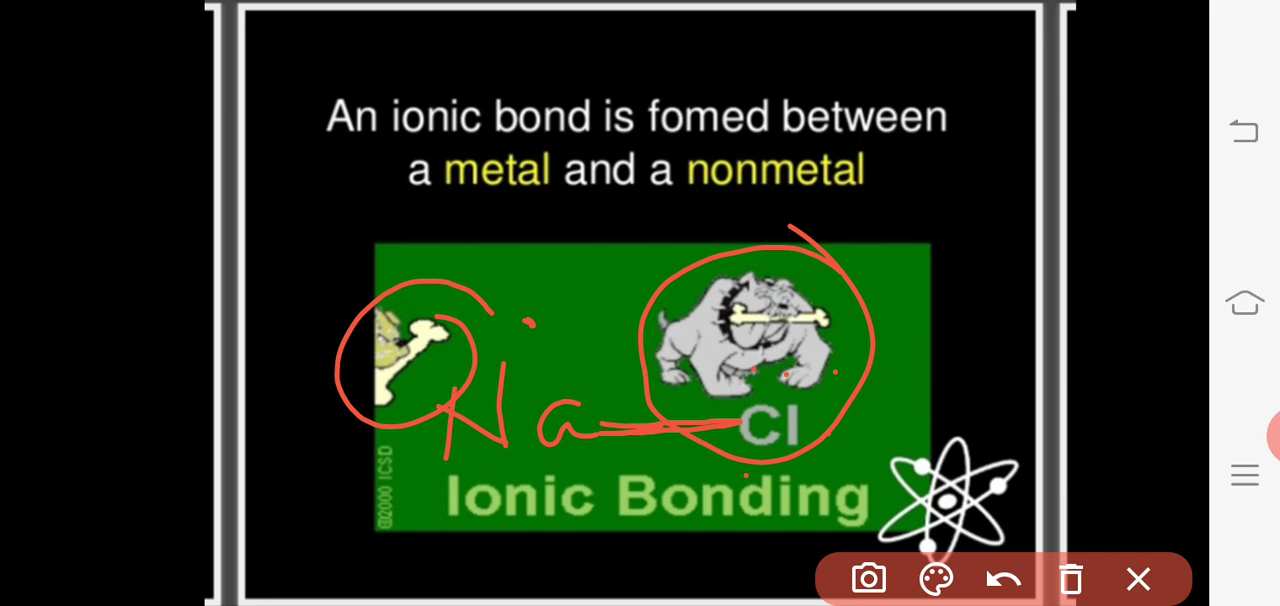 An ionic bond is fomed between
a metal and a nonmetal
Na
Cl
©2000 ICSD
Ionic Bonding